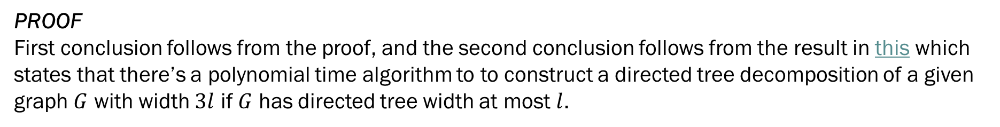 PROOF
First conclusion follows from the proof, and the second conclusion follows from the result in this which
states that there’s a polynomial time algorithm to to construct a directed tree decomposition of a given
graph G with width 3l if G has directed tree width at most l.